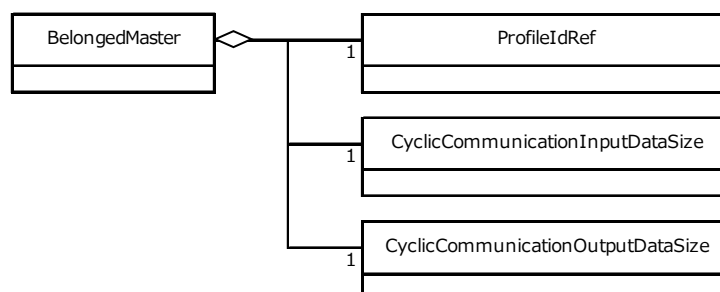 BelongedMaster
ProfileIdRef
1
CyclicCommunicationInputDataSize
1
CyclicCommunicationOutputDataSize
1